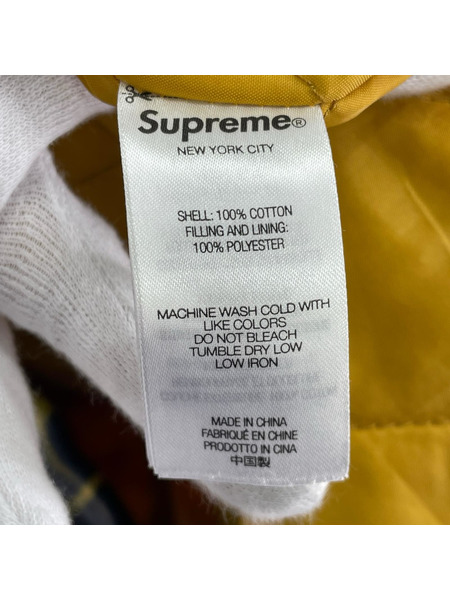 Supreme®
NEW YORK CITY
SHELL: 100% COTTON
FILLING AND LINING:
100% POLYESTER
MACHINE WASH COLD WITH
LIKE COLORS
DO NOT BLEACH
TUMBLE DRY LOW
LOW IRON
MADE IN CHINA
FABRIQUÉ EN CHINE
PRODOTTO IN CINA
中国製